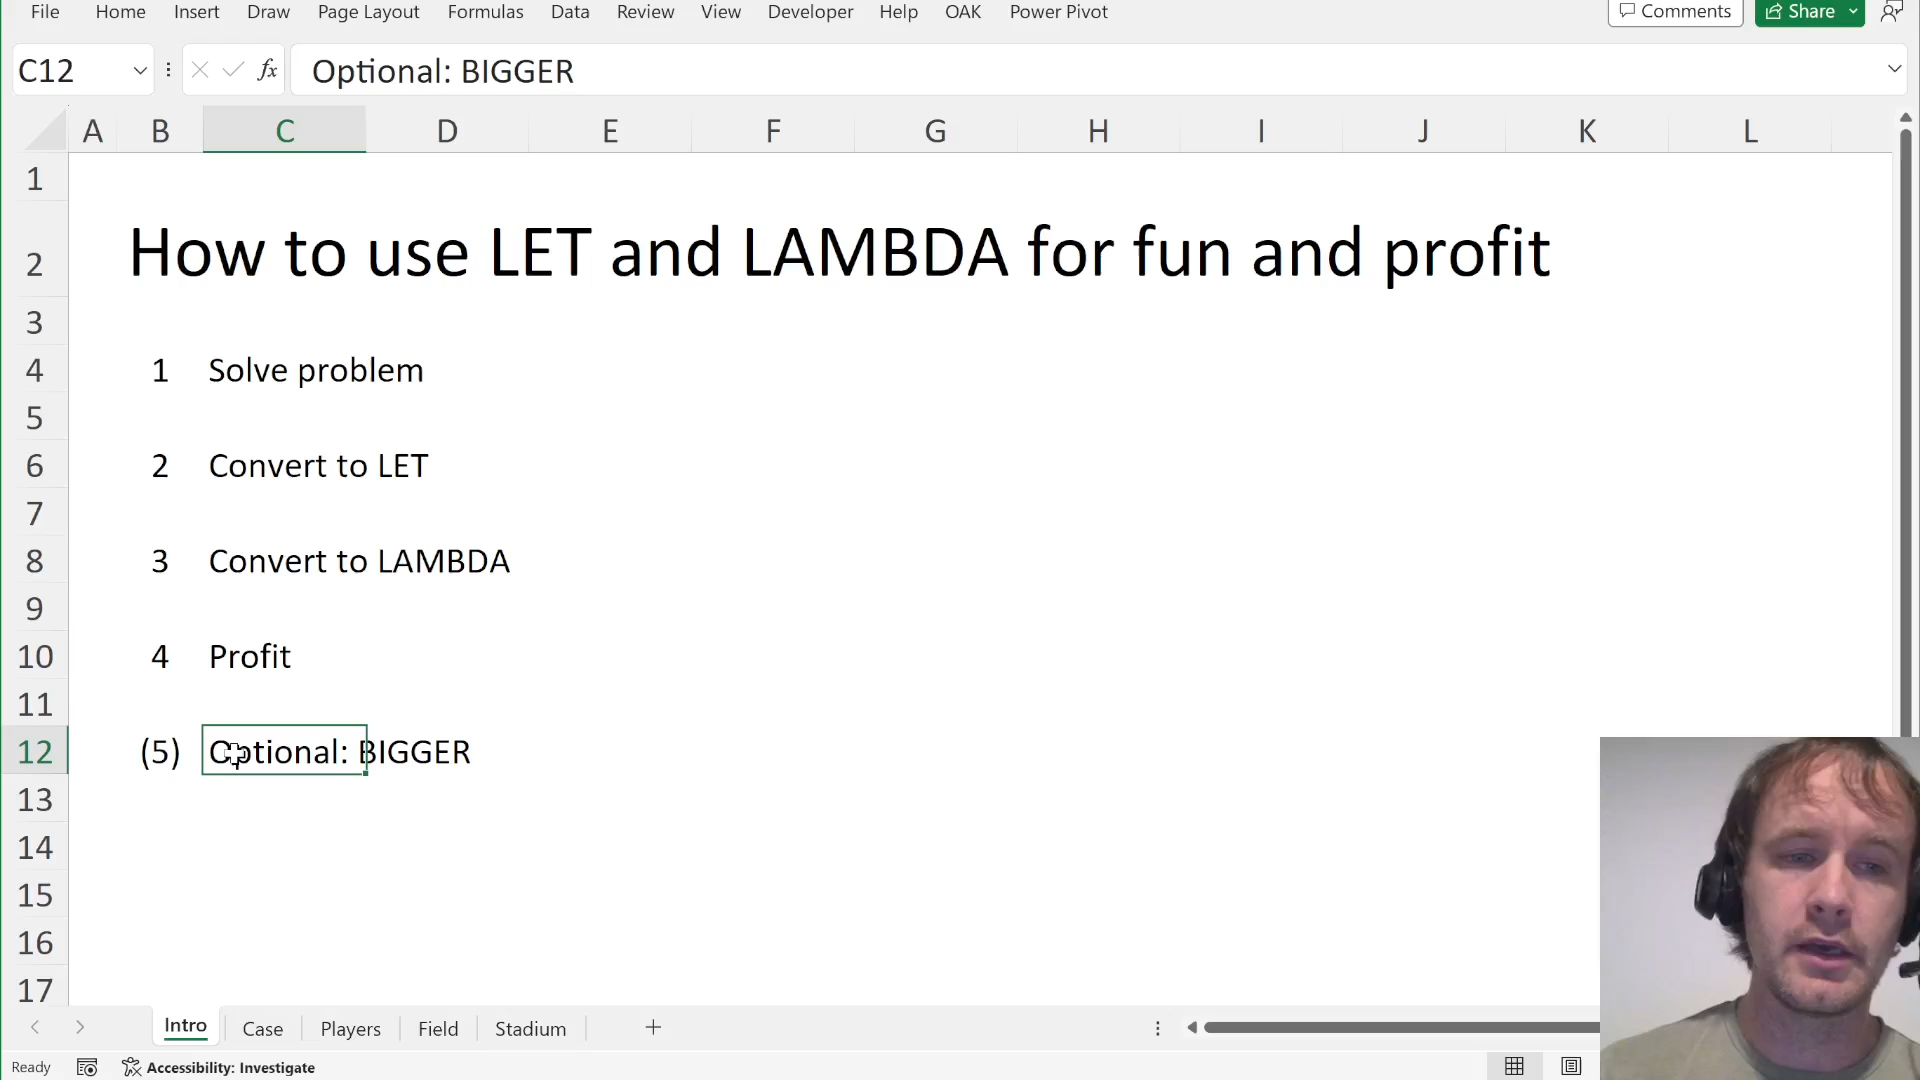 File Home Insert Draw Page Layout Formulas Data Review View Developer Help OAK Power Pivot Comments Share
C12 fx Optional: BIGGER
A B C D E F G H I J K L
1
2 How to use LET and LAMBDA for fun and profit
3
4 1 Solve problem
5
6 2 Convert to LET
7
8 3 Convert to LAMBDA
9
10 4 Profit
11
12 (5) Optional: BIGGER
13
14
15
16
17
Intro Case Players Field Stadium
Ready Accessibility: Investigate